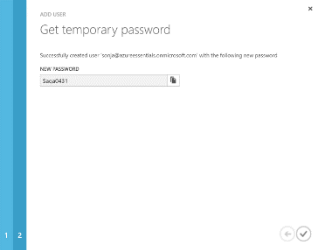 ADD USER
Get temporary password
Successfully created user 'sonja@azureessentials.onmicrosoft.com' with the following new password
NEW PASSWORD
Saca0431
1 2